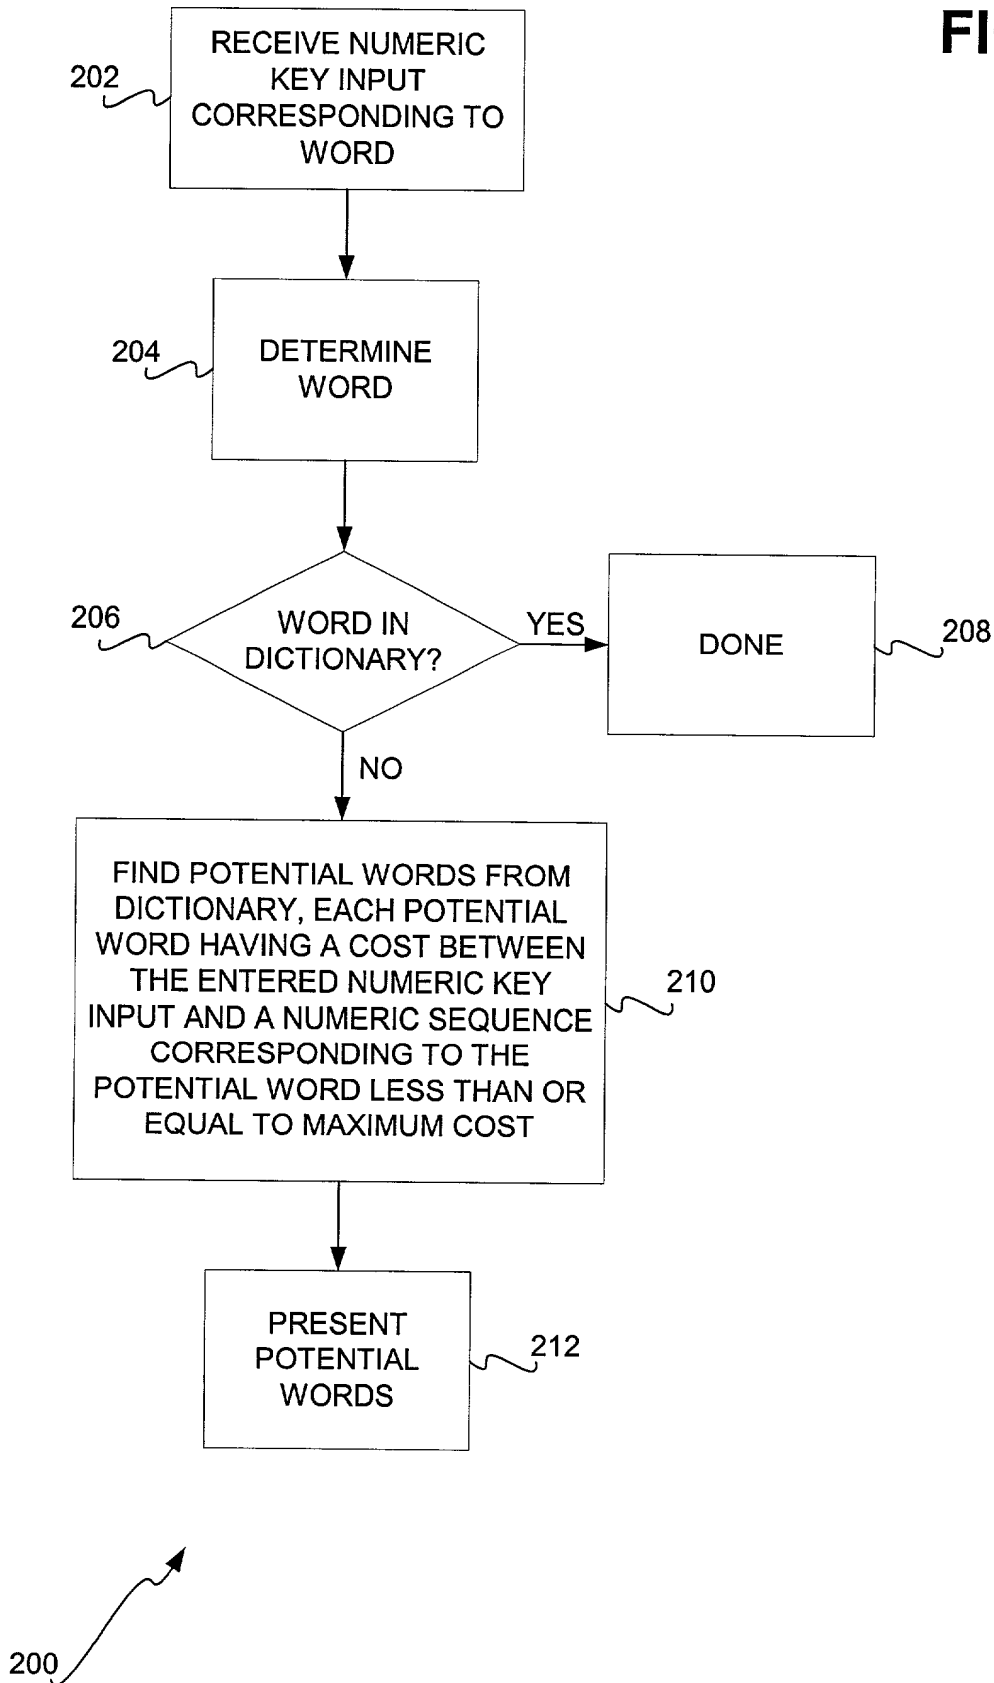 FI
RECEIVE NUMERIC
KEY INPUT
CORRESPONDING TO
WORD
202
DETERMINE
WORD
204
WORD IN
DICTIONARY?
206
YES
DONE
208
NO
FIND POTENTIAL WORDS FROM
DICTIONARY, EACH POTENTIAL
WORD HAVING A COST BETWEEN
THE ENTERED NUMERIC KEY
INPUT AND A NUMERIC SEQUENCE
CORRESPONDING TO THE
POTENTIAL WORD LESS THAN OR
EQUAL TO MAXIMUM COST
210
PRESENT
POTENTIAL
WORDS
212
200